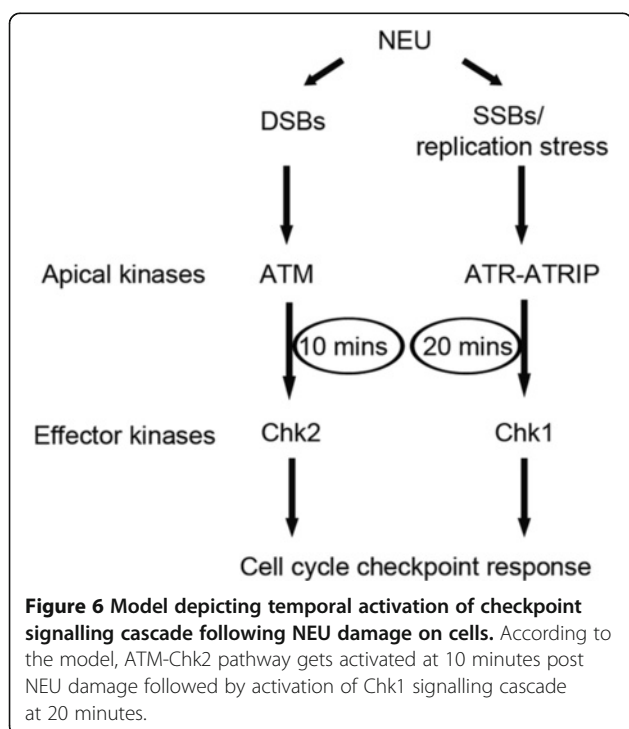 NEU
DSBs
SSBs/
replication stress
Apical kinases ATM ATR-ATRIP
10 mins 20 mins
Effector kinases Chk2 Chk1
Cell cycle checkpoint response
Figure 6 Model depicting temporal activation of checkpoint
signalling cascade following NEU damage on cells. According to
the model, ATM-Chk2 pathway gets activated at 10 minutes post
NEU damage followed by activation of Chk1 signalling cascade
at 20 minutes.